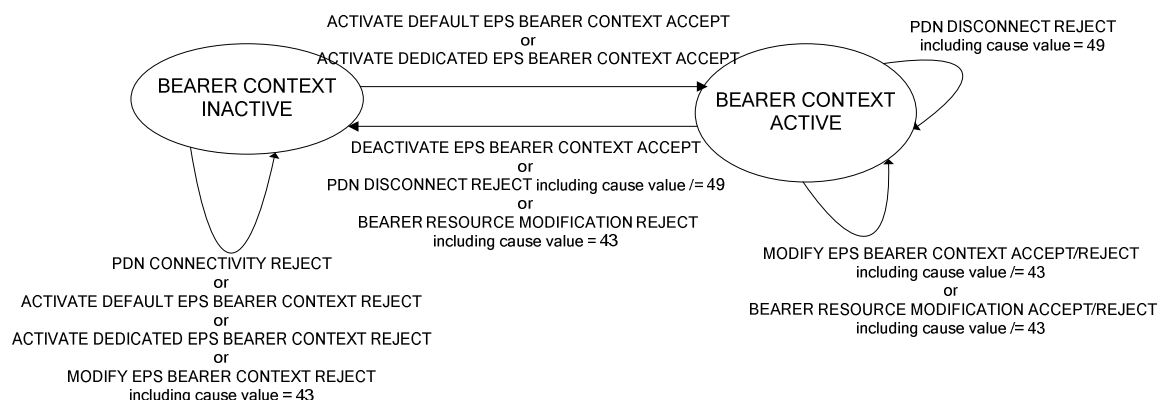 ACTIVATE DEFAULT EPS BEARER CONTEXT ACCEPT
or
ACTIVATE DEDICATED EPS BEARER CONTEXT ACCEPT
PDN DISCONNECT REJECT
including cause value = 49
BEARER CONTEXT
INACTIVE
BEARER CONTEXT
ACTIVE
DEACTIVATE EPS BEARER CONTEXT ACCEPT
or
PDN DISCONNECT REJECT including cause value /= 49
or
BEARER RESOURCE MODIFICATION REJECT
including cause value = 43
PDN CONNECTIVITY REJECT
or
ACTIVATE DEFAULT EPS BEARER CONTEXT REJECT
or
ACTIVATE DEDICATED EPS BEARER CONTEXT REJECT
or
MODIFY EPS BEARER CONTEXT REJECT
including cause value = 43
MODIFY EPS BEARER CONTEXT ACCEPT/REJECT
including cause value /= 43
or
BEARER RESOURCE MODIFICATION ACCEPT/REJECT
including cause value /= 43